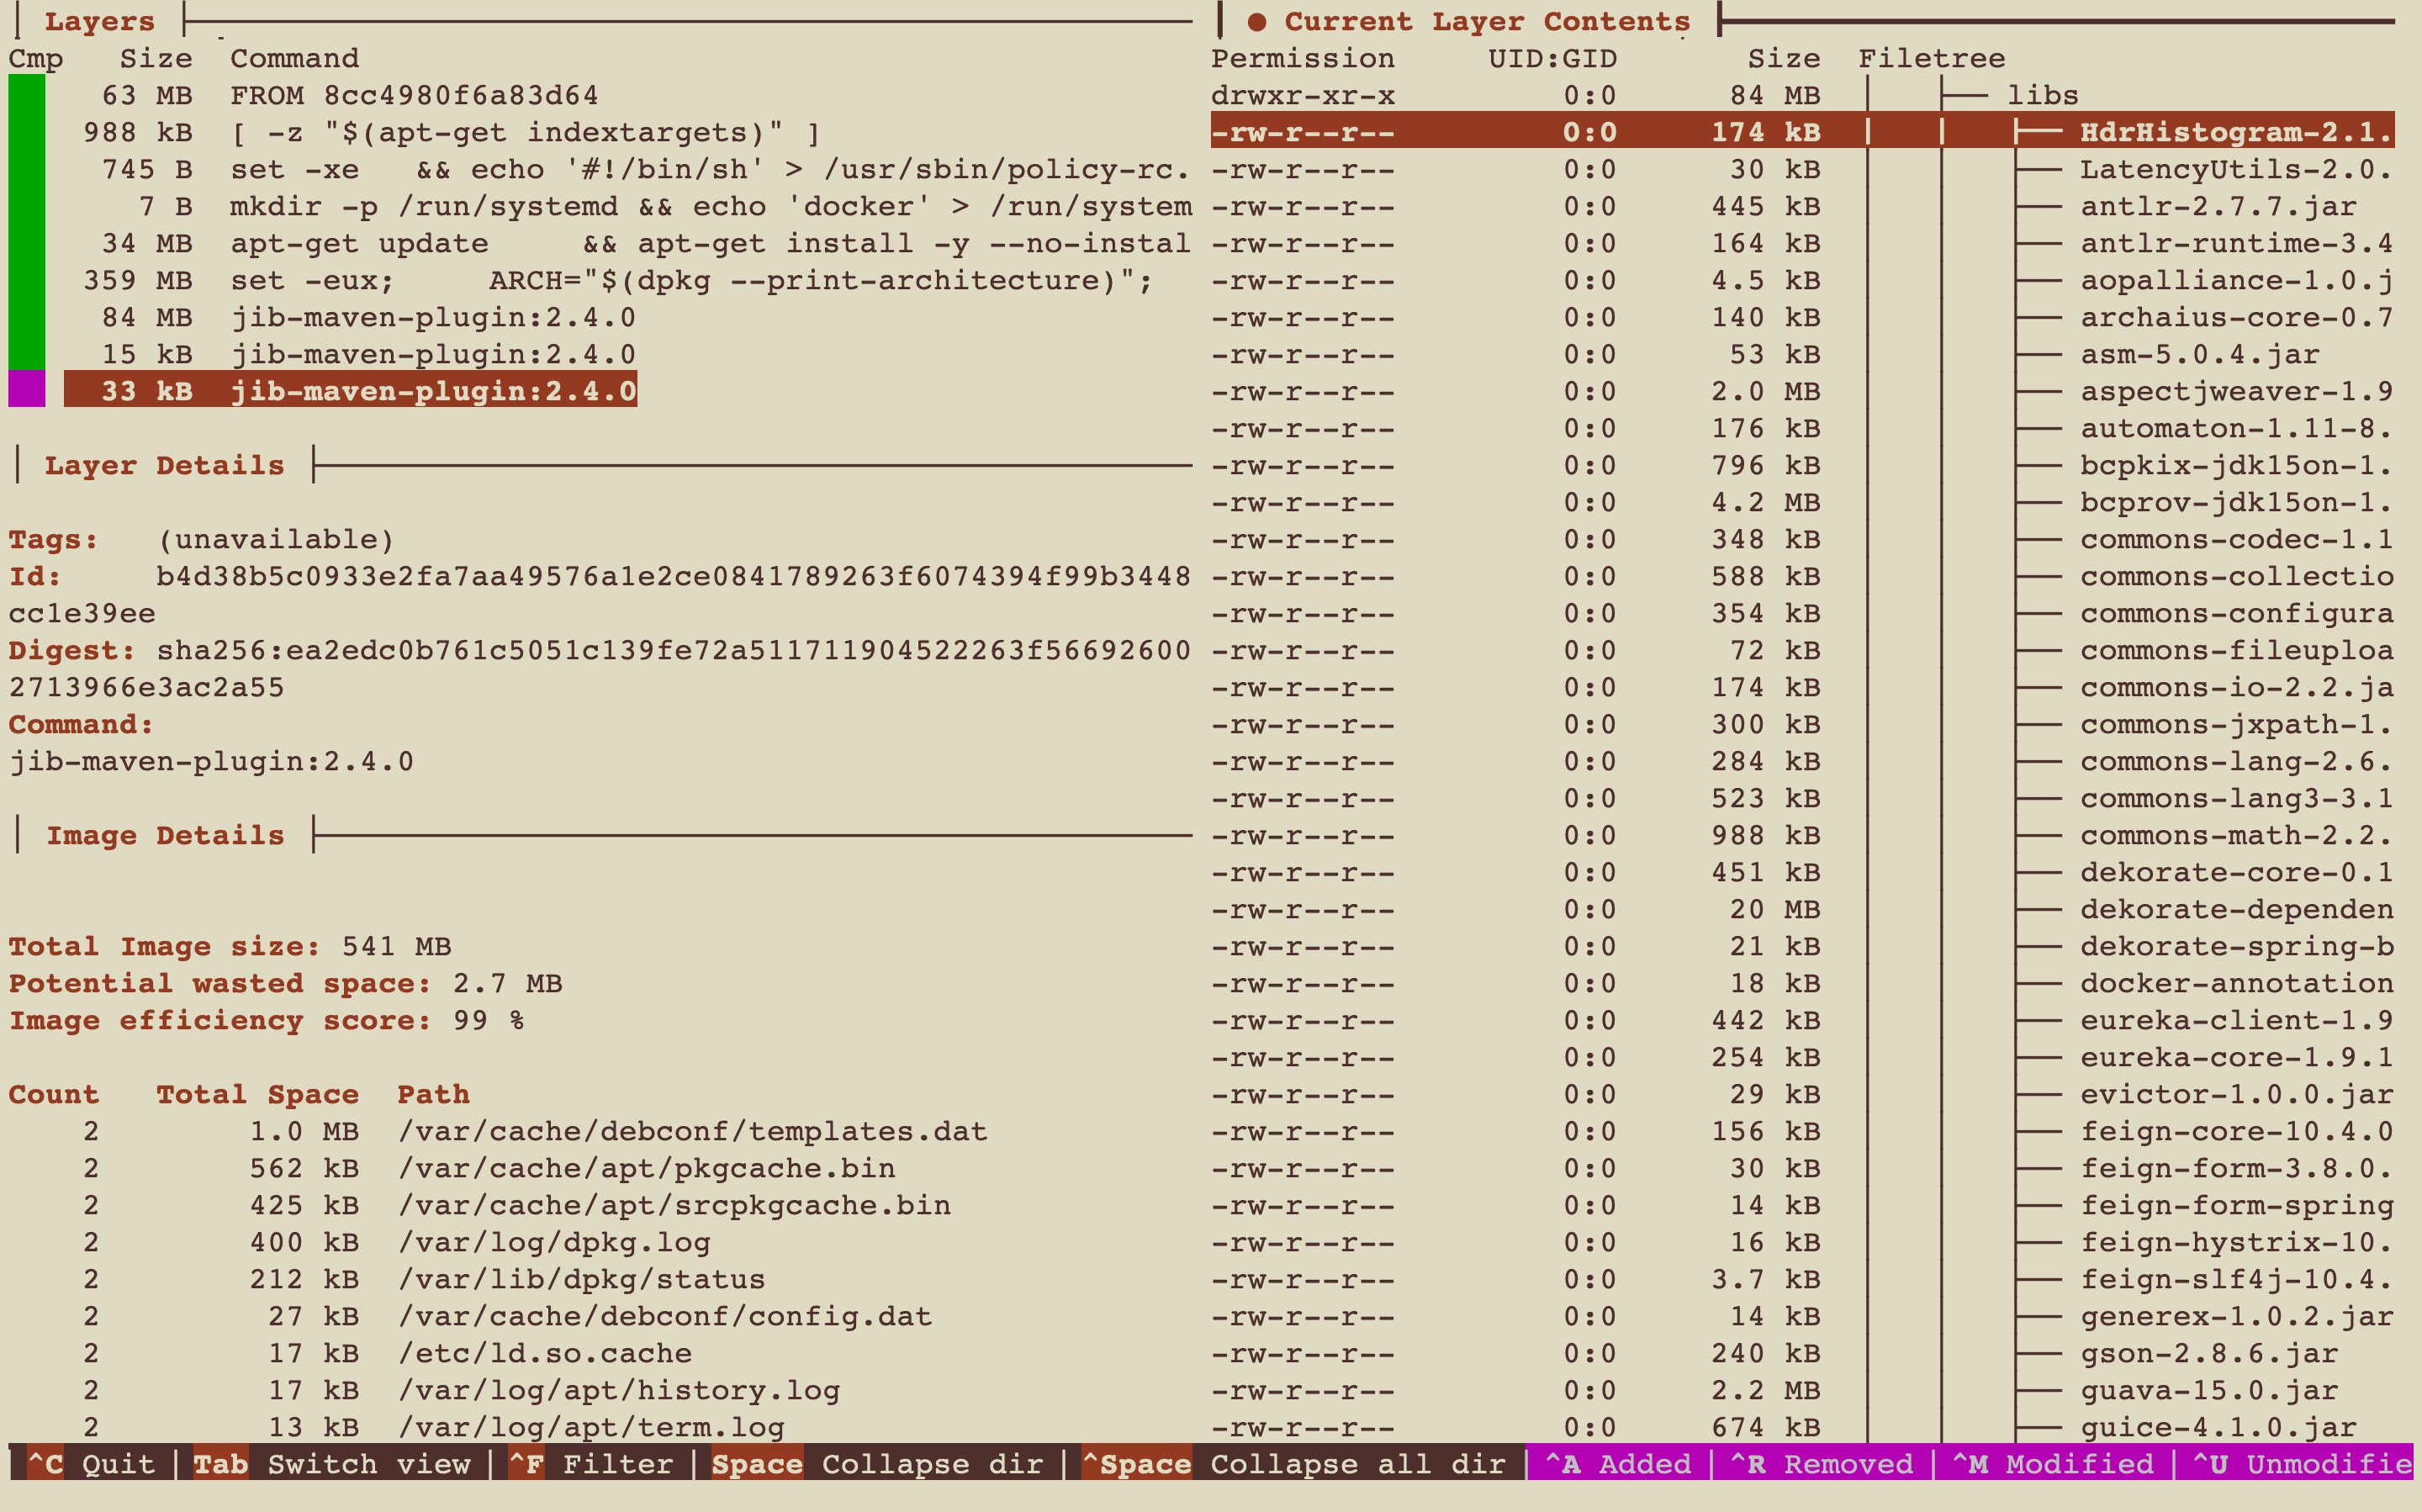 Layers
Cmp Size Command
63 MB FROM 8cc4980f6a83d64
988 kB [ -z "$(apt-get indextargets)" ]
745 B set -xe && echo '#!/bin/sh' > /usr/sbin/policy-rc.
7 B mkdir -p /run/systemd && echo 'docker' > /run/system
34 MB apt-get update && apt-get install -y --no-instal
359 MB set -eux; ARCH="$(dpkg --print-architecture)";
84 MB jib-maven-plugin:2.4.0
15 kB jib-maven-plugin:2.4.0
33 kB jib-maven-plugin:2.4.0
Layer Details
Tags: (unavailable)
Id: b4d38b5c0933e2fa7aa49576a1e2ce0841789263f6074394f99b3448
cc1e39ee
Digest: sha256:ea2edc0b761c5051c139fe72a511711904522263f56692600
2713966e3ac2a55
Command:
jib-maven-plugin:2.4.0
Image Details
Total Image size: 541 MB
Potential wasted space: 2.7 MB
Image efficiency score: 99 %
Count Total Space Path
2 1.0 MB /var/cache/debconf/templates.dat
2 562 kB /var/cache/apt/pkgcache.bin
2 425 kB /var/cache/apt/srcpkgcache.bin
2 400 kB /var/log/dpkg.log
2 212 kB /var/lib/dpkg/status
2 27 kB /var/cache/debconf/config.dat
2 17 kB /etc/ld.so.cache
2 17 kB /var/log/apt/history.log
2 13 kB /var/log/apt/term.log
● Current Layer Contents
Permission UID:GID Size Filetree
drwxr-xr-x 0:0 84 MB │ ├── libs
-rw-r--r-- 0:0 174 kB │ │ ├── HdrHistogram-2.1.
-rw-r--r-- 0:0 30 kB │ │ ├── LatencyUtils-2.0.
-rw-r--r-- 0:0 445 kB │ │ ├── antlr-2.7.7.jar
-rw-r--r-- 0:0 164 kB │ │ ├── antlr-runtime-3.4
-rw-r--r-- 0:0 4.5 kB │ │ ├── aopalliance-1.0.j
-rw-r--r-- 0:0 140 kB │ │ ├── archaius-core-0.7
-rw-r--r-- 0:0 53 kB │ │ ├── asm-5.0.4.jar
-rw-r--r-- 0:0 2.0 MB │ │ ├── aspectjweaver-1.9
-rw-r--r-- 0:0 176 kB │ │ ├── automaton-1.11-8.
-rw-r--r-- 0:0 796 kB │ │ ├── bcpkix-jdk15on-1.
-rw-r--r-- 0:0 4.2 MB │ │ ├── bcprov-jdk15on-1.
-rw-r--r-- 0:0 348 kB │ │ ├── commons-codec-1.1
-rw-r--r-- 0:0 588 kB │ │ ├── commons-collectio
-rw-r--r-- 0:0 354 kB │ │ ├── commons-configura
-rw-r--r-- 0:0 72 kB │ │ ├── commons-fileuploa
-rw-r--r-- 0:0 174 kB │ │ ├── commons-io-2.2.ja
-rw-r--r-- 0:0 300 kB │ │ ├── commons-jxpath-1.
-rw-r--r-- 0:0 284 kB │ │ ├── commons-lang-2.6.
-rw-r--r-- 0:0 523 kB │ │ ├── commons-lang3-3.1
-rw-r--r-- 0:0 988 kB │ │ ├── commons-math-2.2.
-rw-r--r-- 0:0 451 kB │ │ ├── dekorate-core-0.1
-rw-r--r-- 0:0 20 MB │ │ ├── dekorate-dependen
-rw-r--r-- 0:0 21 kB │ │ ├── dekorate-spring-b
-rw-r--r-- 0:0 18 kB │ │ ├── docker-annotation
-rw-r--r-- 0:0 442 kB │ │ ├── eureka-client-1.9
-rw-r--r-- 0:0 254 kB │ │ ├── eureka-core-1.9.1
-rw-r--r-- 0:0 29 kB │ │ ├── evictor-1.0.0.jar
-rw-r--r-- 0:0 156 kB │ │ ├── feign-core-10.4.0
-rw-r--r-- 0:0 30 kB │ │ ├── feign-form-3.8.0.
-rw-r--r-- 0:0 14 kB │ │ ├── feign-form-spring
-rw-r--r-- 0:0 16 kB │ │ ├── feign-hystrix-10.
-rw-r--r-- 0:0 3.7 kB │ │ ├── feign-slf4j-10.4.
-rw-r--r-- 0:0 14 kB │ │ ├── generex-1.0.2.jar
-rw-r--r-- 0:0 240 kB │ │ ├── gson-2.8.6.jar
-rw-r--r-- 0:0 2.2 MB │ │ ├── guava-15.0.jar
-rw-r--r-- 0:0 674 kB │ │ ├── guice-4.1.0.jar
^C Quit | Tab Switch view | ^F Filter | Space Collapse dir | ^Space Collapse all dir | ^A Added | ^R Removed | ^M Modified | ^U Unmodifie